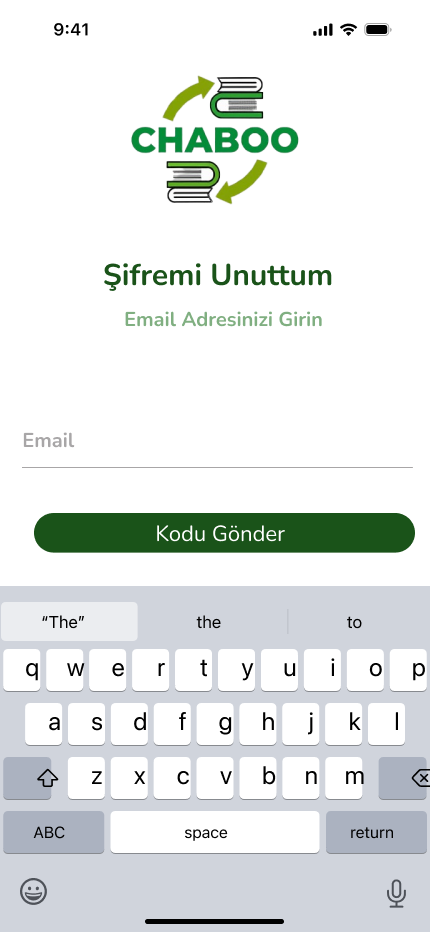 9:41
CHABOO
Şifremi Unuttum
Email Adresinizi Girin
Email
Kodu Gönder
“The” the to
q w e r t y u i o p
a s d f g h j k l
z x c v b n m
ABC space return